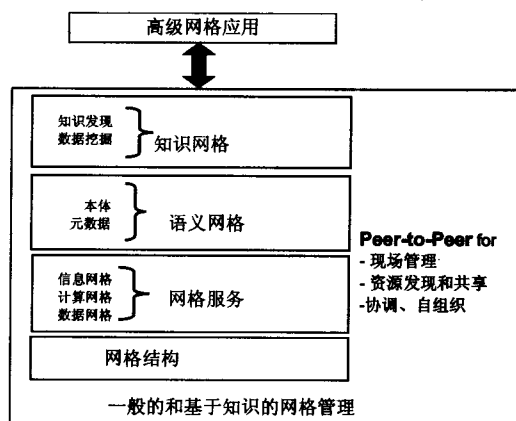 高级网格应用
知识发现
数据挖掘
知识网格
本体
元数据
语义网格
信息网格
计算网格
数据网格
网格服务
网格结构
Peer-to-Peer for
- 现场管理
- 资源发现和共享
-协调、自组织
一般的和基于知识的网格管理